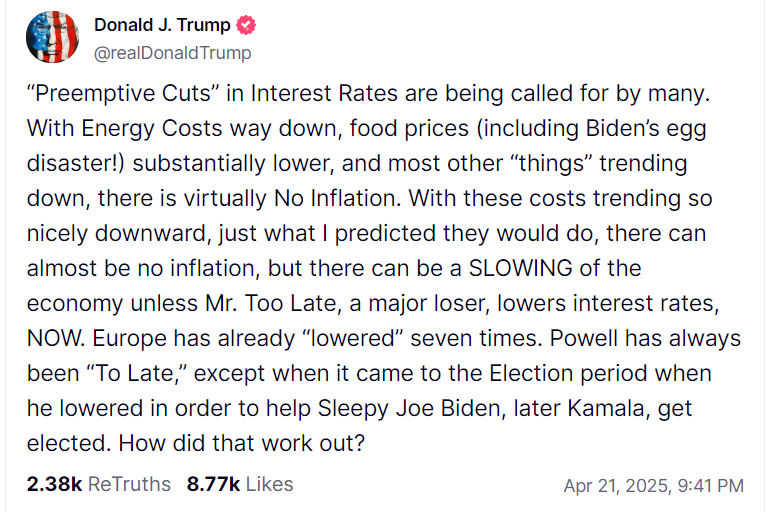 Donald J. Trump
@realDonaldTrump
“Preemptive Cuts” in Interest Rates are being called for by many.
With Energy Costs way down, food prices (including Biden’s egg
disaster!) substantially lower, and most other “things” trending
down, there is virtually No Inflation. With these costs trending so
nicely downward, just what I predicted they would do, there can
almost be no inflation, but there can be a SLOWING of the
economy unless Mr. Too Late, a major loser, lowers interest rates,
NOW. Europe has already “lowered” seven times. Powell has always
been “To Late,” except when it came to the Election period when
he lowered in order to help Sleepy Joe Biden, later Kamala, get
elected. How did that work out?
2.38k ReTruths 8.77k Likes Apr 21, 2025, 9:41 PM